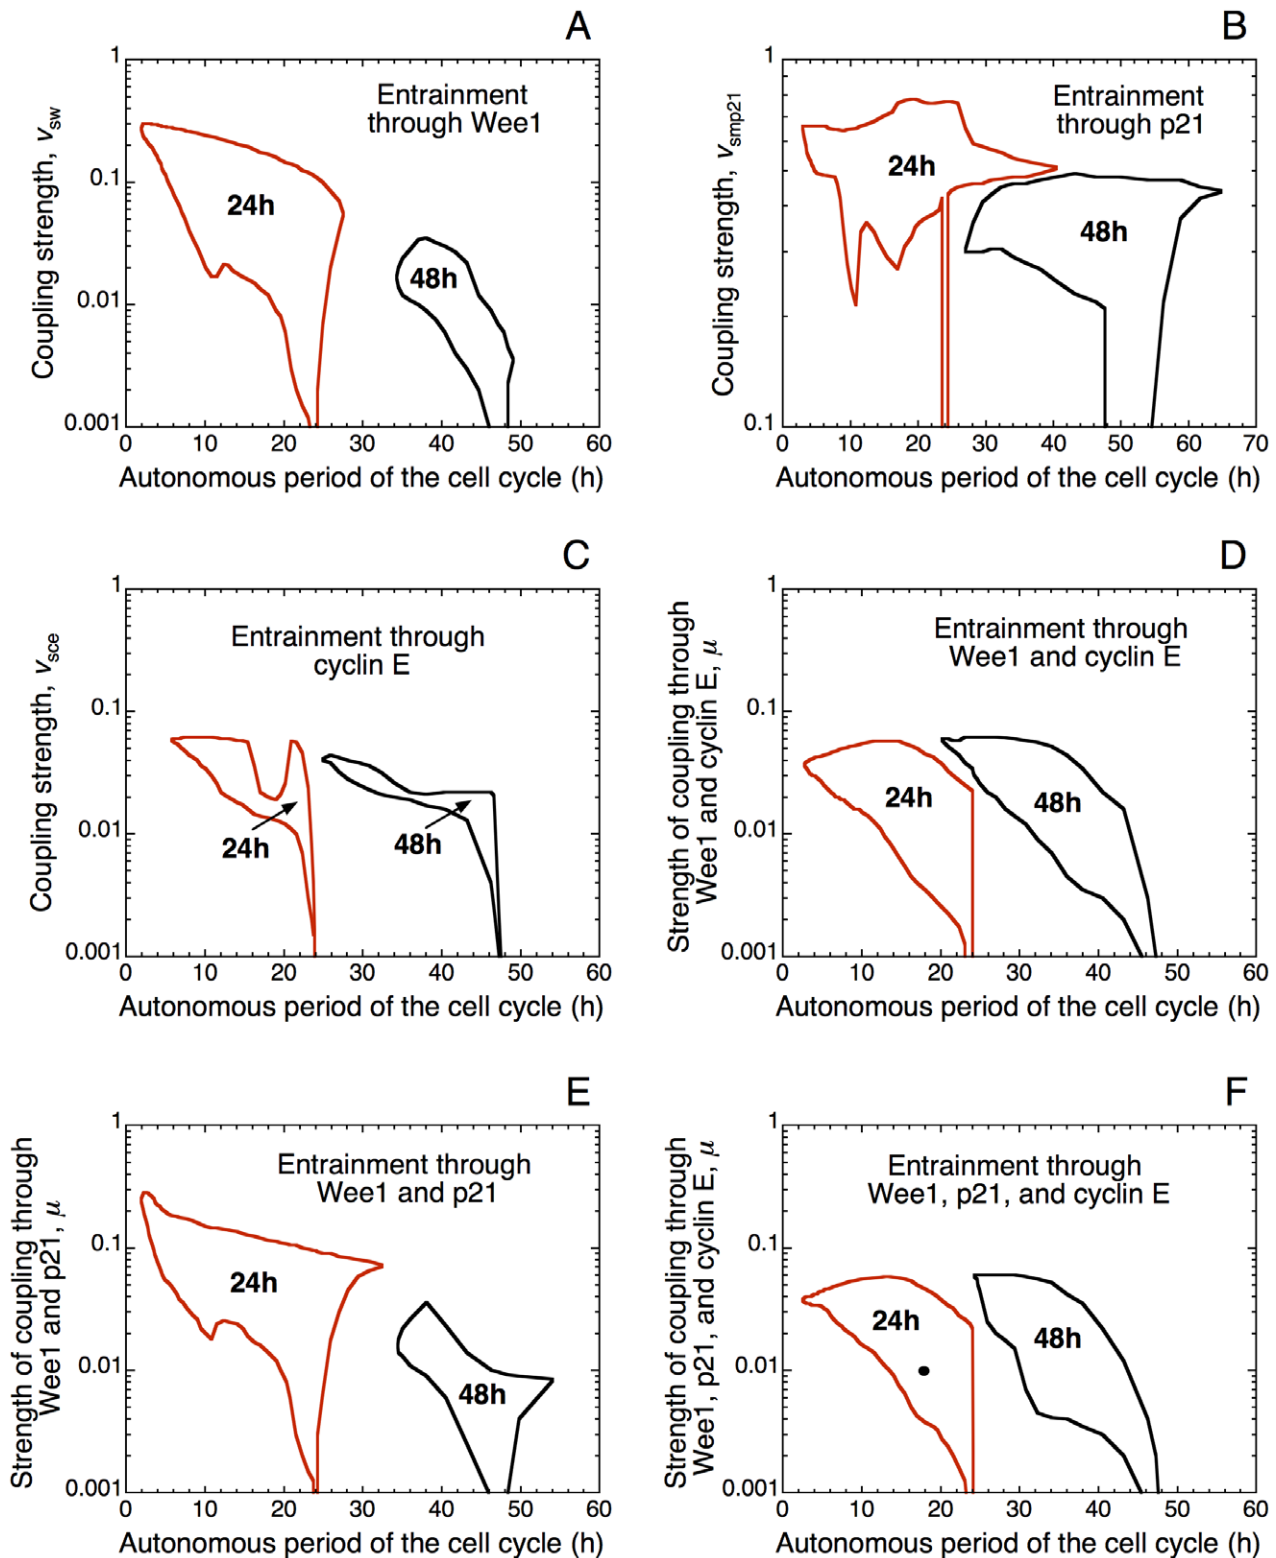 A
Coupling strength, vsw
1
0.1
0.01
0.001
Entrainment
through Wee1
24h
48h
0 10 20 30 40 50 60
Autonomous period of the cell cycle (h)
B
Coupling strength, vsmp21
1
0.1
Entrainment
through p21
24h
48h
0 10 20 30 40 50 60 70
Autonomous period of the cell cycle (h)
C
Coupling strength, vsce
1
0.1
0.01
0.001
Entrainment through
cyclin E
24h
48h
0 10 20 30 40 50 60
Autonomous period of the cell cycle (h)
D
Strength of coupling through
Wee1 and cyclin E, μ
1
0.1
0.01
0.001
Entrainment through
Wee1 and cyclin E
24h
48h
0 10 20 30 40 50 60
Autonomous period of the cell cycle (h)
E
Strength of coupling through
Wee1 and p21, μ
1
0.1
0.01
0.001
Entrainment through
Wee1 and p21
24h
48h
0 10 20 30 40 50 60
Autonomous period of the cell cycle (h)
F
Strength of coupling through
Wee1, p21, and cyclin E, μ
1
0.1
0.01
0.001
Entrainment through
Wee1, p21, and cyclin E
24h
48h
0 10 20 30 40 50 60
Autonomous period of the cell cycle (h)